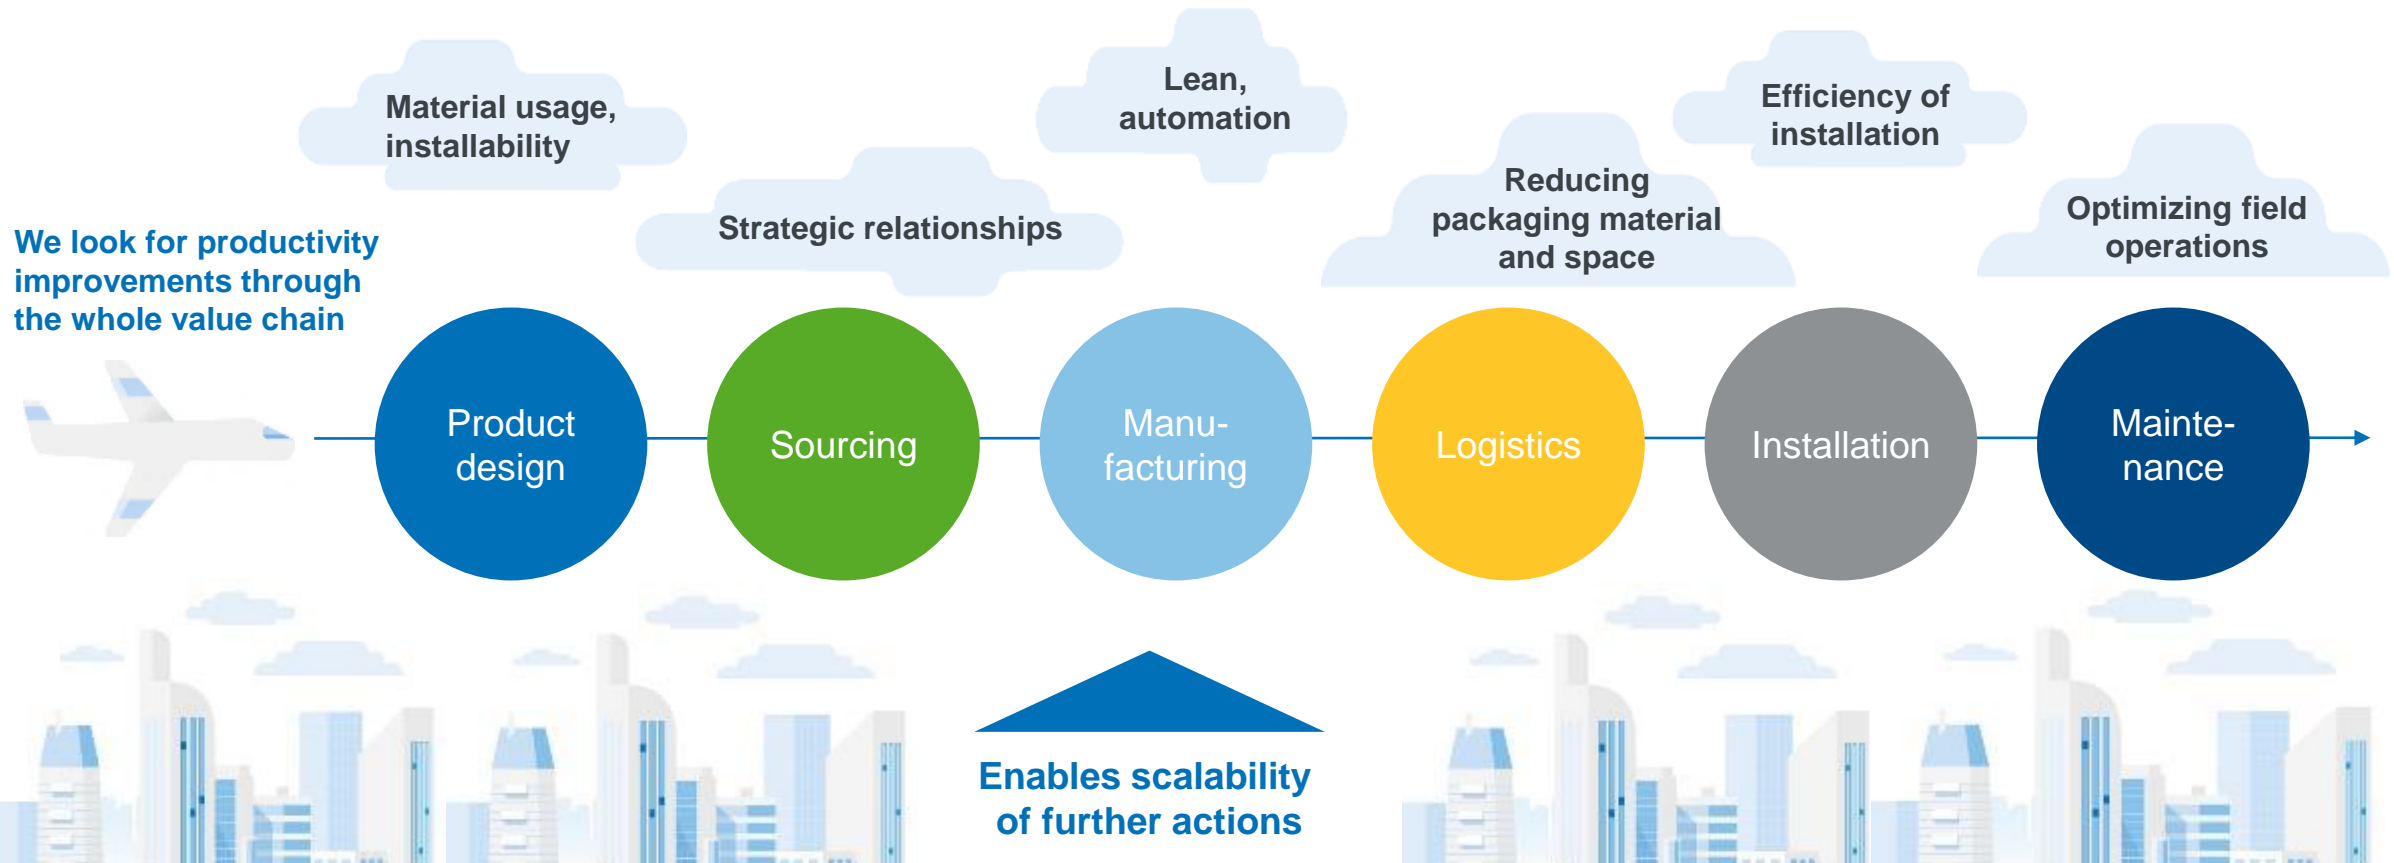 Material usage,
installability
Strategic relationships
Lean,
automation
Reducing
packaging material
and space
Efficiency of
installation
Optimizing field
operations
We look for productivity
improvements through
the whole value chain
Product
design
Sourcing
Manu-
facturing
Logistics
Installation
Mainte-
nance
Enables scalability
of further actions